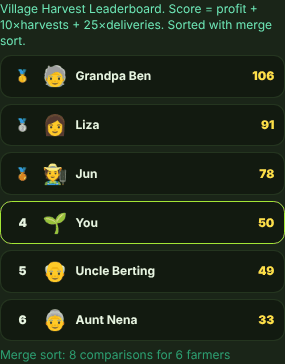 Village Harvest Leaderboard. Score = profit +
10×harvests + 25×deliveries. Sorted with merge
sort.
🥇 Grandpa Ben 106
🥈 Liza 91
🥉 Jun 78
4 You 50
5 Uncle Berting 49
6 Aunt Nena 33
Merge sort: 8 comparisons for 6 farmers